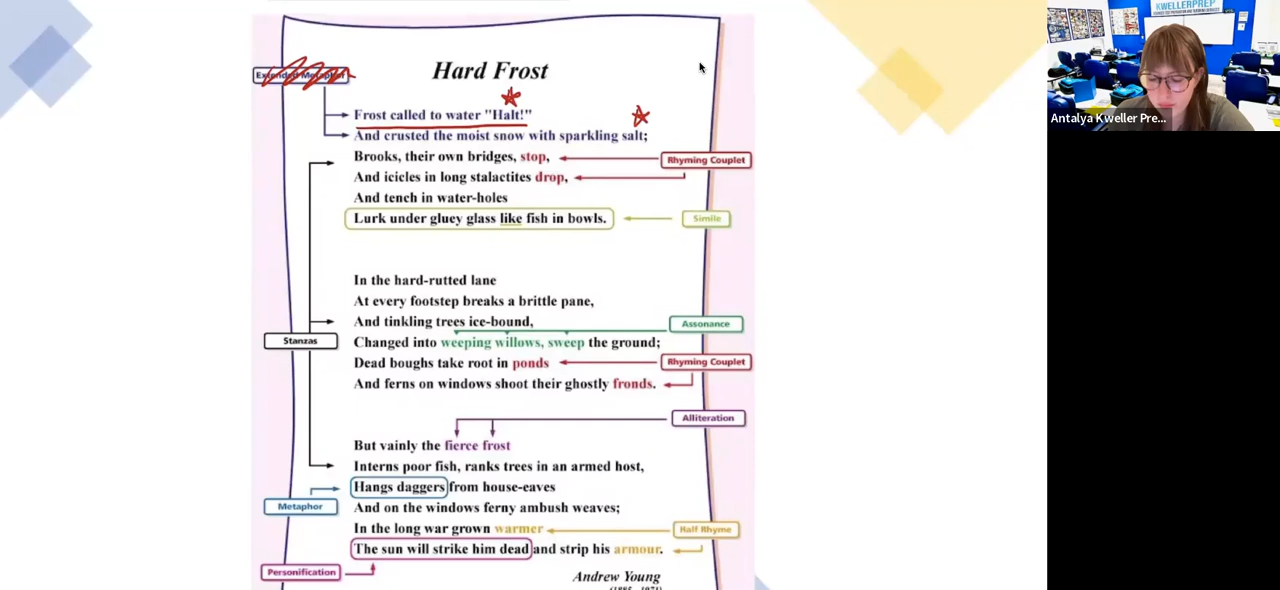 KWELLERPREP
Antalya Kweller Pre...
Extended Metaphor
Hard Frost
Frost called to water "Halt!"
And crusted the moist snow with sparkling salt;
Brooks, their own bridges, stop,
Rhyming Couplet
And icicles in long stalactites drop,
And tench in water-holes
Lurk under gluey glass like fish in bowls.
Simile
In the hard-rutted lane
At every footstep breaks a brittle pane,
And tinkling trees ice-bound,
Assonance
Stanzas
Changed into weeping willows, sweep the ground;
Dead boughs take root in ponds
Rhyming Couplet
And ferns on windows shoot their ghostly fronds.
Alliteration
But vainly the fierce frost
Interns poor fish, ranks trees in an armed host,
Hangs daggers from house-eaves
Metaphor
And on the windows ferny ambush weaves;
In the long war grown warmer
Half Rhyme
The sun will strike him dead and strip his armour.
Personification
Andrew Young